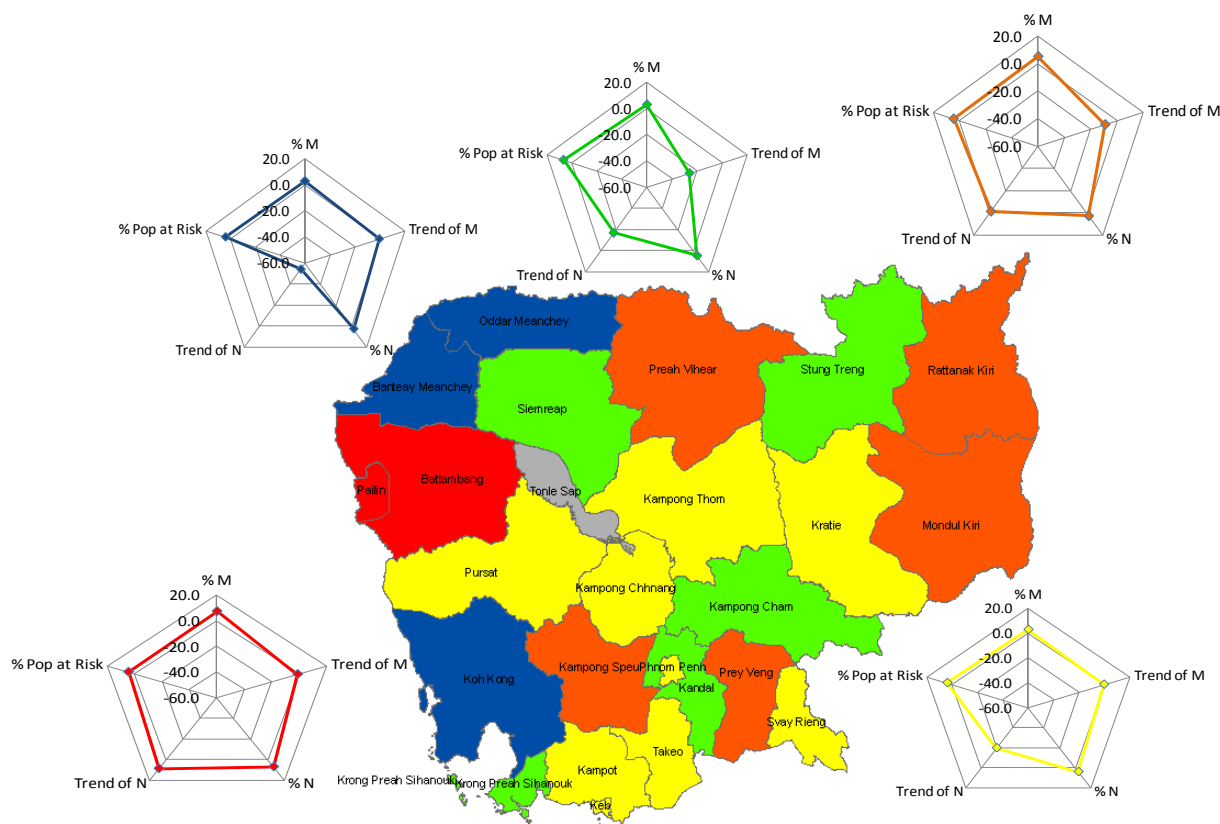 % M
20.0
0.0
-20.0
-40.0
-60.0
% Pop at Risk
Trend of M
Trend of N
% N
% M
20.0
0.0
-20.0
-40.0
-60.0
% Pop at Risk
Trend of M
Trend of N
% N
% M
20.0
0.0
-20.0
-40.0
-60.0
% Pop at Risk
Trend of M
Trend of N
% N
Oddar Meanchey
Banteay Meanchey
Siemreap
Preah Vihear
Stung Treng
Rattanak Kiri
Battambang
Pailin
Tonle Sap
Kampong Thom
Kratie
Mondul Kiri
Pursat
Kampong Chhnang
Kampong Cham
Koh Kong
Kampong Speu
Phnom Penh
Kandal
Prey Veng
Svay Rieng
Takeo
Kampot
Keb
Krong Preah Sihanouk
Krong Preah Sihanouk
% M
20.0
0.0
-20.0
-40.0
-60.0
% Pop at Risk
Trend of M
Trend of N
% N
% M
20.0
0.0
-20.0
-40.0
-60.0
% Pop at Risk
Trend of M
Trend of N
% N